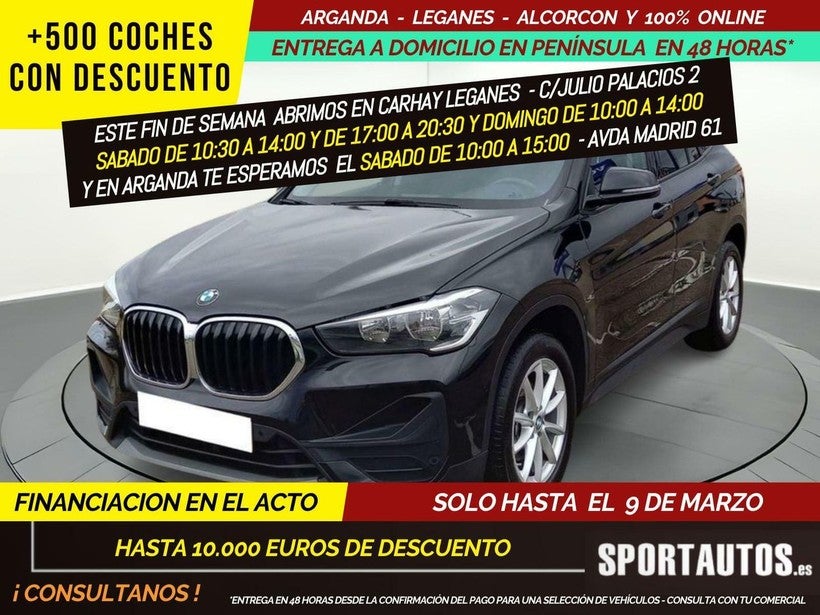 +500 COCHES
CON DESCUENTO
ARGANDA - LEGANES - ALCORCON Y 100% ONLINE
ENTREGA A DOMICILIO EN PENÍNSULA EN 48 HORAS*
ESTE FIN DE SEMANA ABRIMOS EN CARHAY LEGANES - C/JULIO PALACIOS 2
SABADO DE 10:30 A 14:00 Y DE 17:00 A 20:30 Y DOMINGO DE 10:00 A 14:00
Y EN ARGANDA TE ESPERAMOS EL SABADO DE 10:00 A 15:00 - AVDA MADRID 61
FINANCIACION EN EL ACTO
SOLO HASTA EL 9 DE MARZO
HASTA 10.000 EUROS DE DESCUENTO
SPORTAUTOS.es
¡ CONSULTANOS !
*ENTREGA EN 48 HORAS DESDE LA CONFIRMACIÓN DEL PAGO PARA UNA SELECCIÓN DE VEHÍCULOS - CONSULTA CON TU COMERCIAL